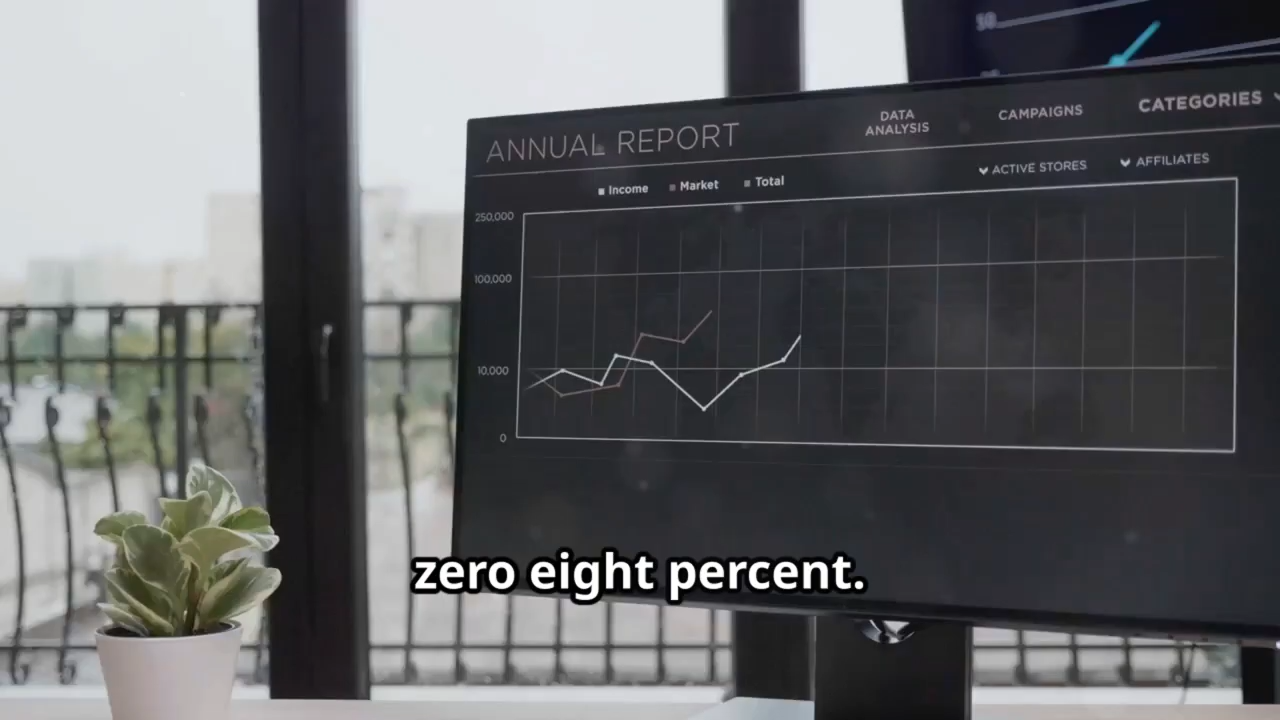 50
ANNUAL REPORT
DATA
ANALYSIS
CAMPAIGNS
CATEGORIES
Income
Market
Total
ACTIVE STORES
AFFILIATES
250,000
100,000
10,000
0
zero eight percent.